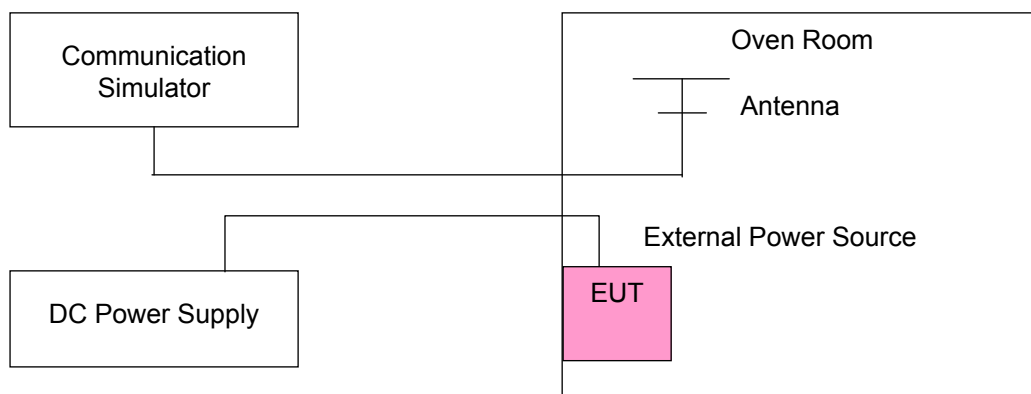 Communication
Simulator
Oven Room
Antenna
External Power Source
EUT
DC Power Supply